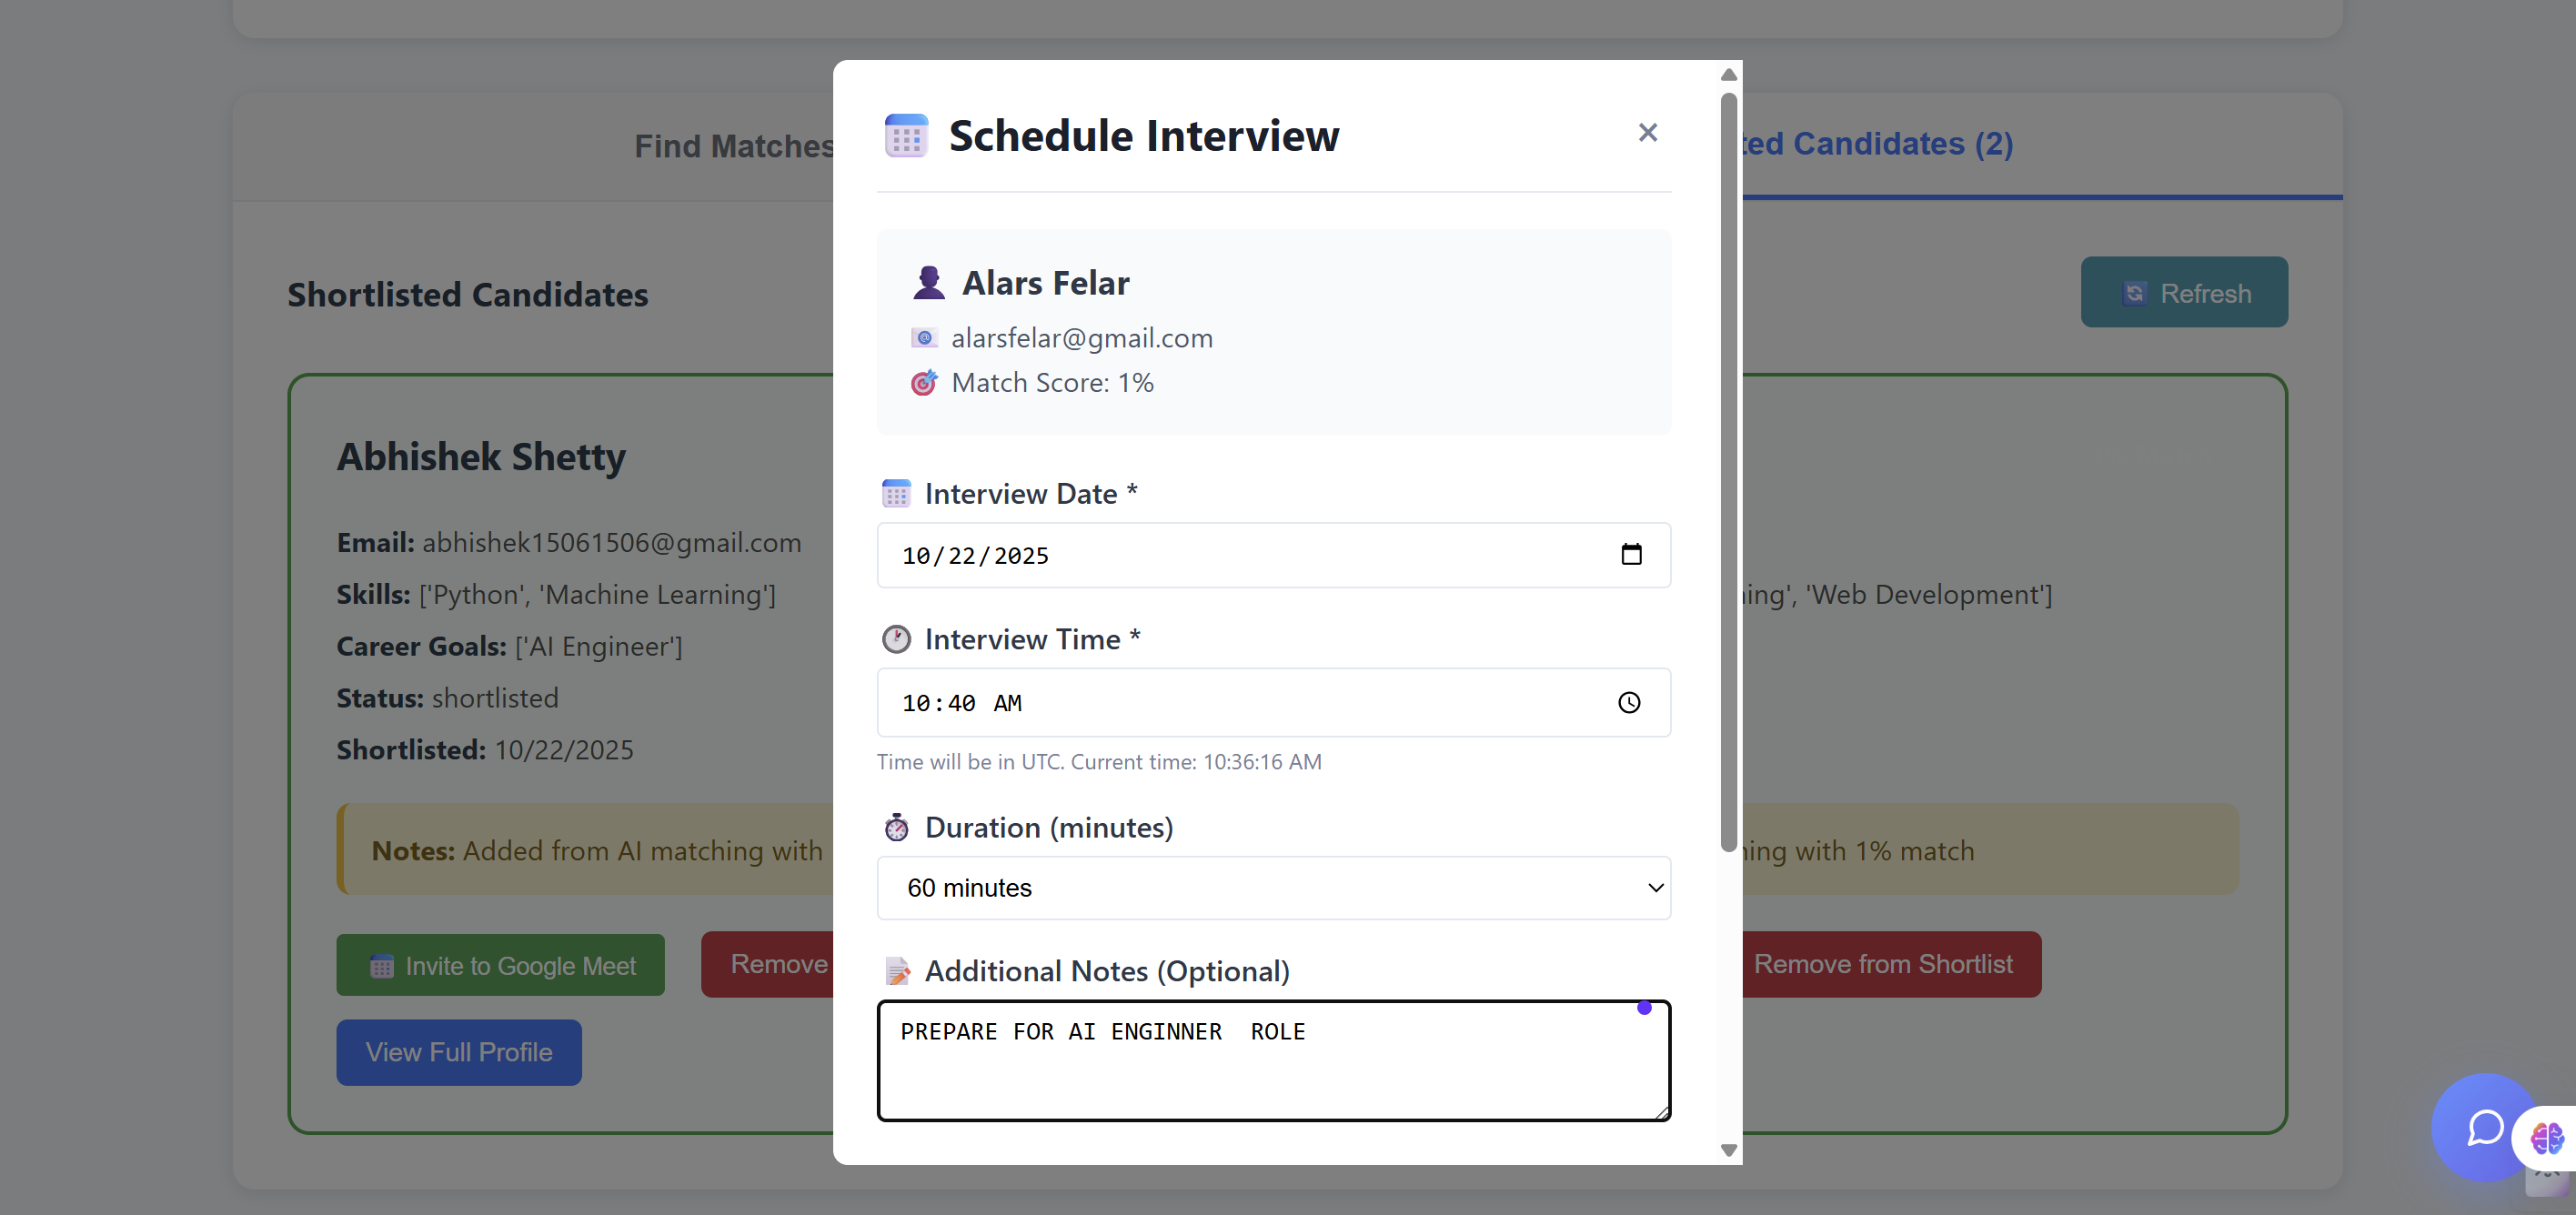 Find Matches
ted Candidates (2)
Shortlisted Candidates
Refresh
Abhishek Shetty
Email: abhishek15061506@gmail.com
Skills: ['Python', 'Machine Learning']
Career Goals: ['AI Engineer']
Status: shortlisted
Shortlisted: 10/22/2025
Notes: Added from AI matching with
Invite to Google Meet
Remove
View Full Profile
Schedule Interview
×
Alars Felar
alarsfelar@gmail.com
Match Score: 1%
Interview Date *
10/22/2025
Interview Time *
10:40 AM
Time will be in UTC. Current time: 10:36:16 AM
Duration (minutes)
60 minutes
Additional Notes (Optional)
PREPARE FOR AI ENGINNER  ROLE
ning', 'Web Development']
ning with 1% match
Remove from Shortlist